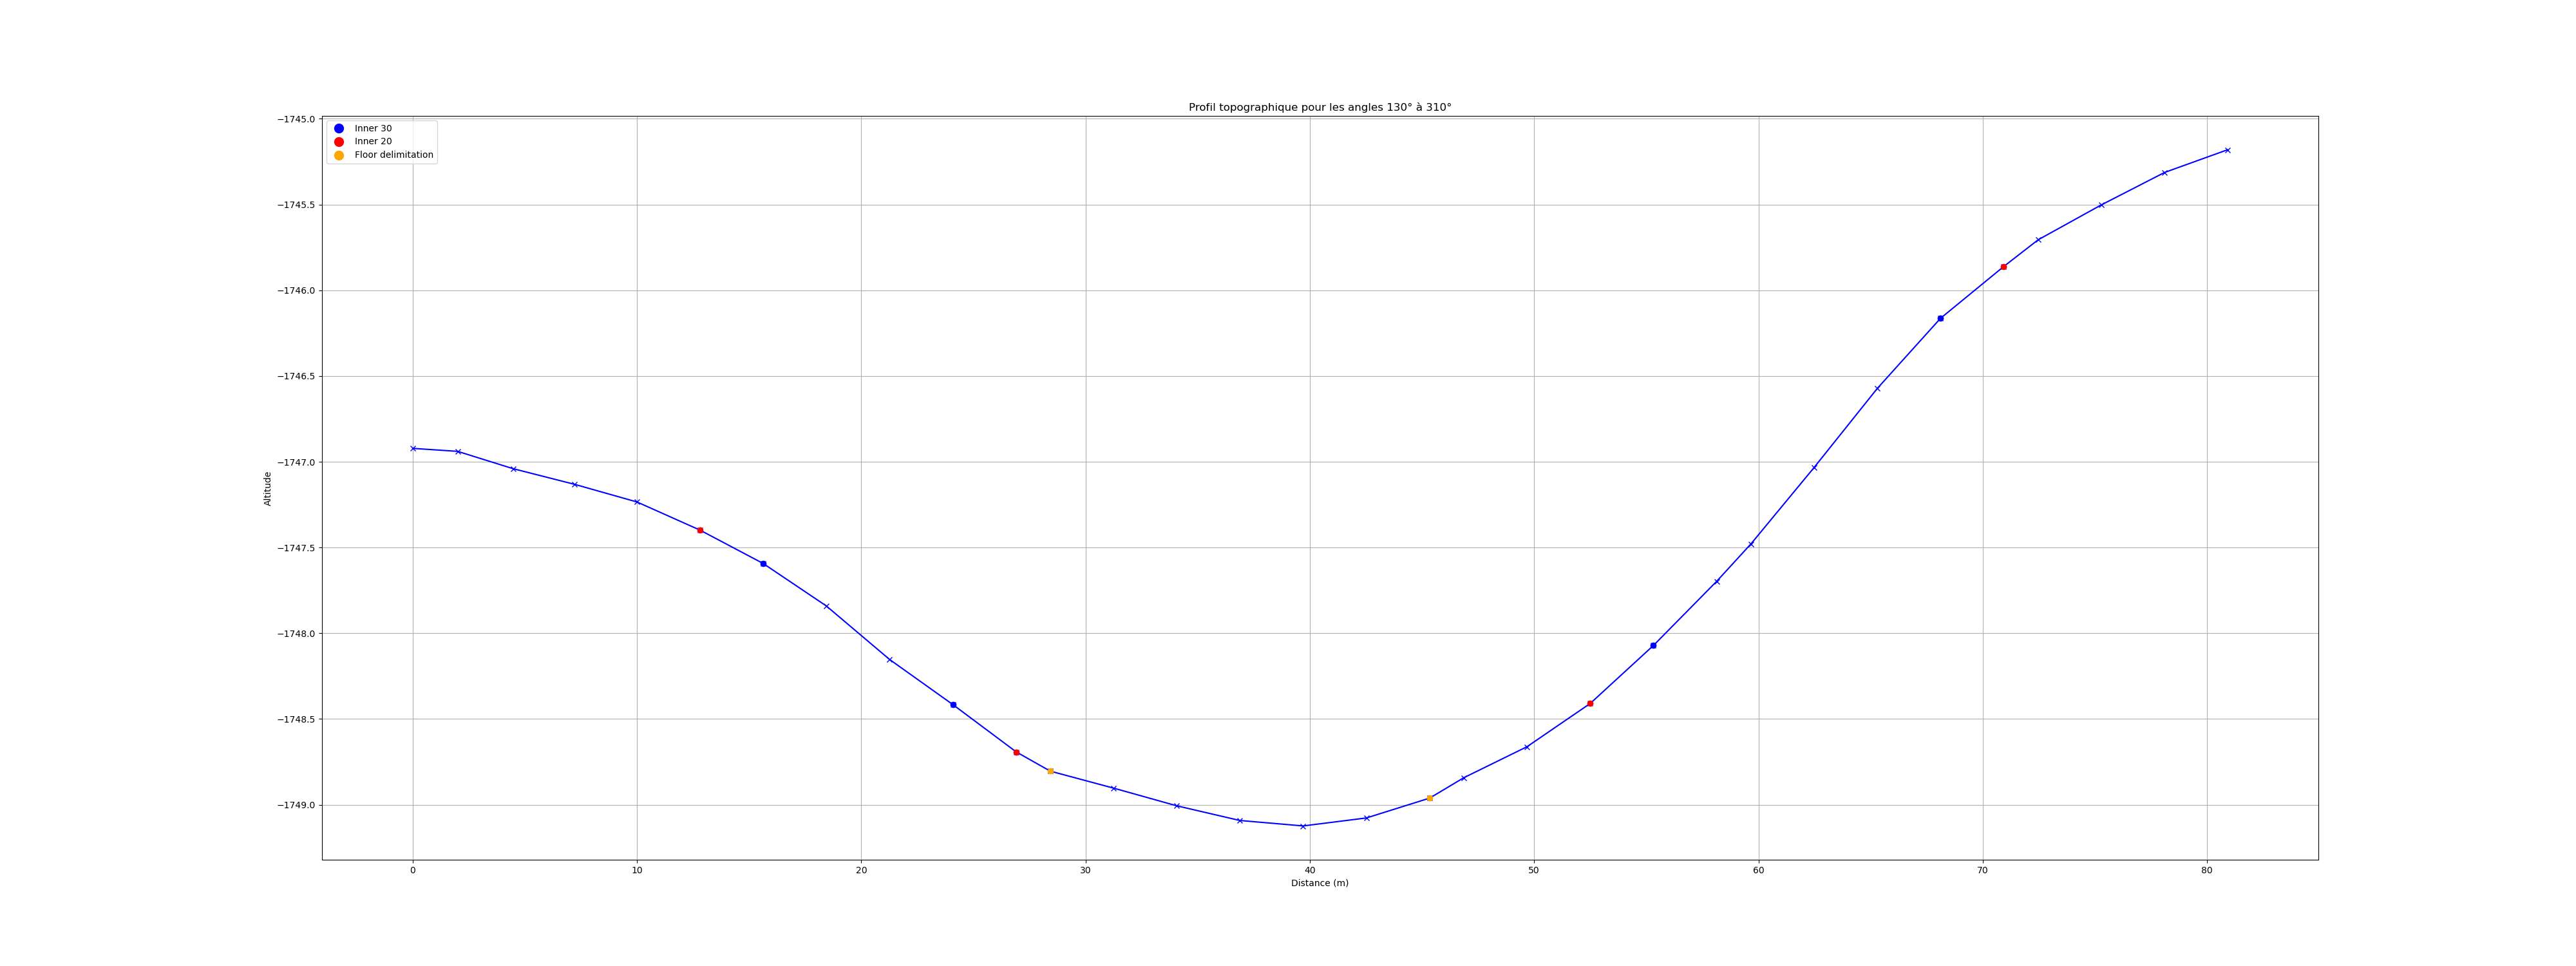 Profil topographique pour les angles 130° à 310°
Inner 30
Inner 20
Floor delimitation
Altitude
−1745.0
−1745.5
−1746.0
−1746.5
−1747.0
−1747.5
−1748.0
−1748.5
−1749.0
0 10 20 30 40 50 60 70 80
Distance (m)